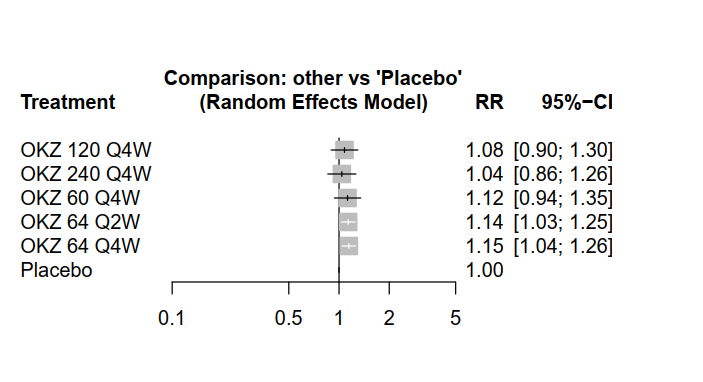 Comparison: other vs 'Placebo'
Treatment (Random Effects Model) RR 95%−CI
OKZ 120 Q4W 1.08 [0.90; 1.30]
OKZ 240 Q4W 1.04 [0.86; 1.26]
OKZ 60 Q4W 1.12 [0.94; 1.35]
OKZ 64 Q2W 1.14 [1.03; 1.25]
OKZ 64 Q4W 1.15 [1.04; 1.26]
Placebo 1.00
0.1 0.5 1 2 5